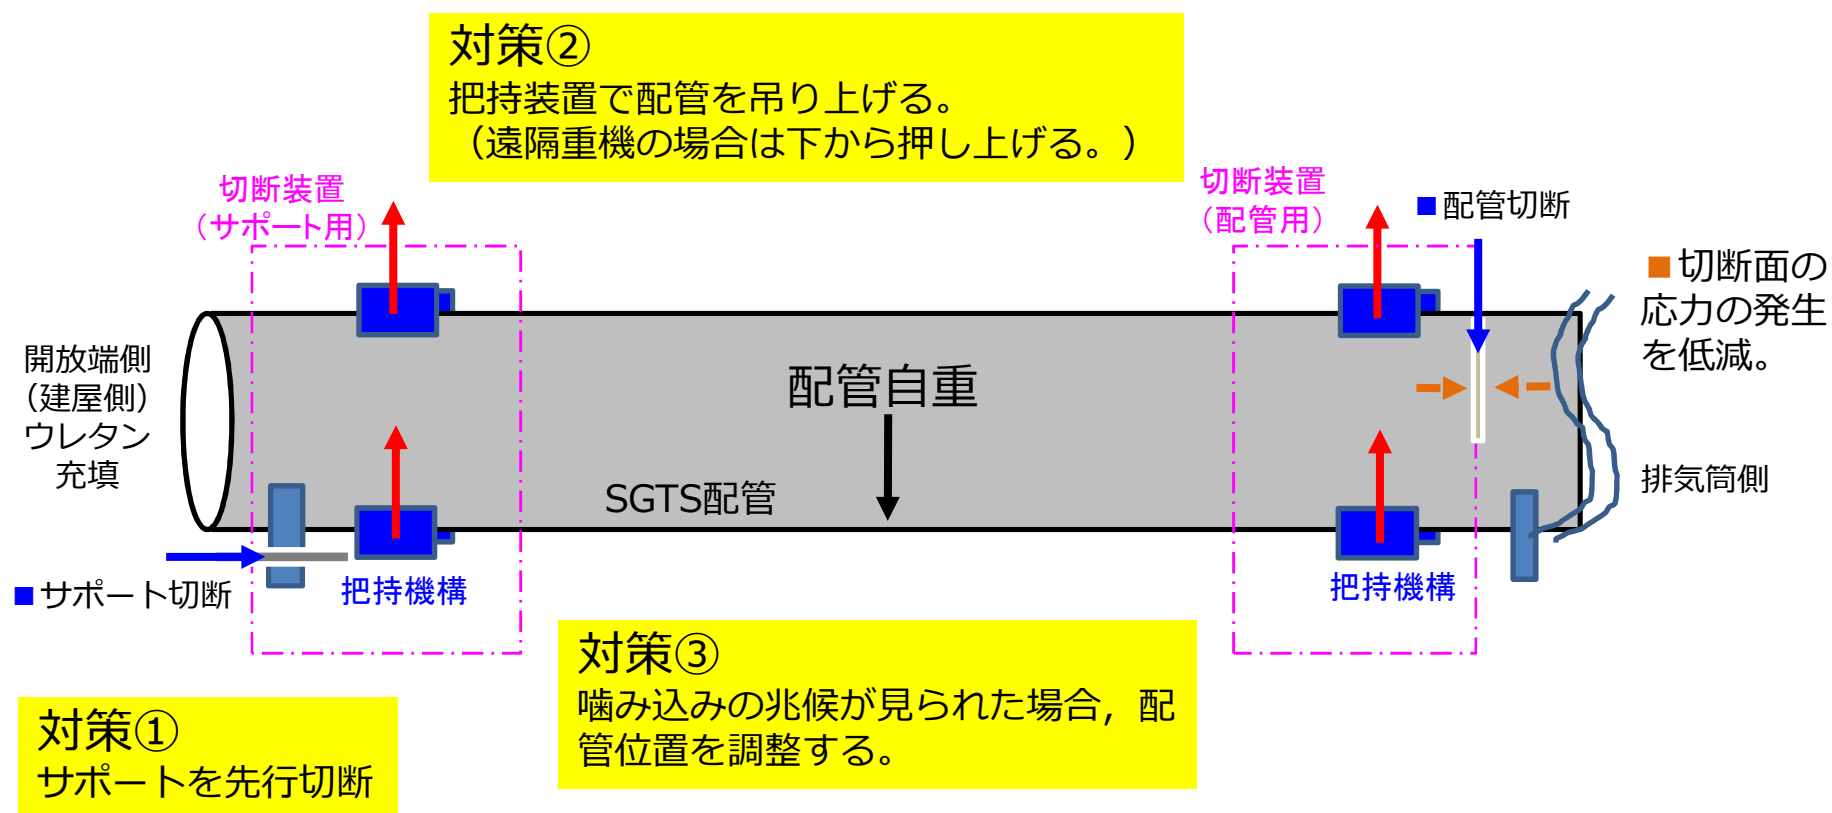 対策②
把持装置で配管を吊り上げる。
（遠隔重機の場合は下から押し上げる。）
切断装置
（サポート用）
切断装置
（配管用）
■配管切断
■切断面の
応力の発生
を低減。
開放端側
（建屋側）
ウレタン
充填
配管自重
SGTS配管
排気筒側
■サポート切断
把持機構
把持機構
対策③
噛み込みの兆候が見られた場合，配
管位置を調整する。
対策①
サポートを先行切断